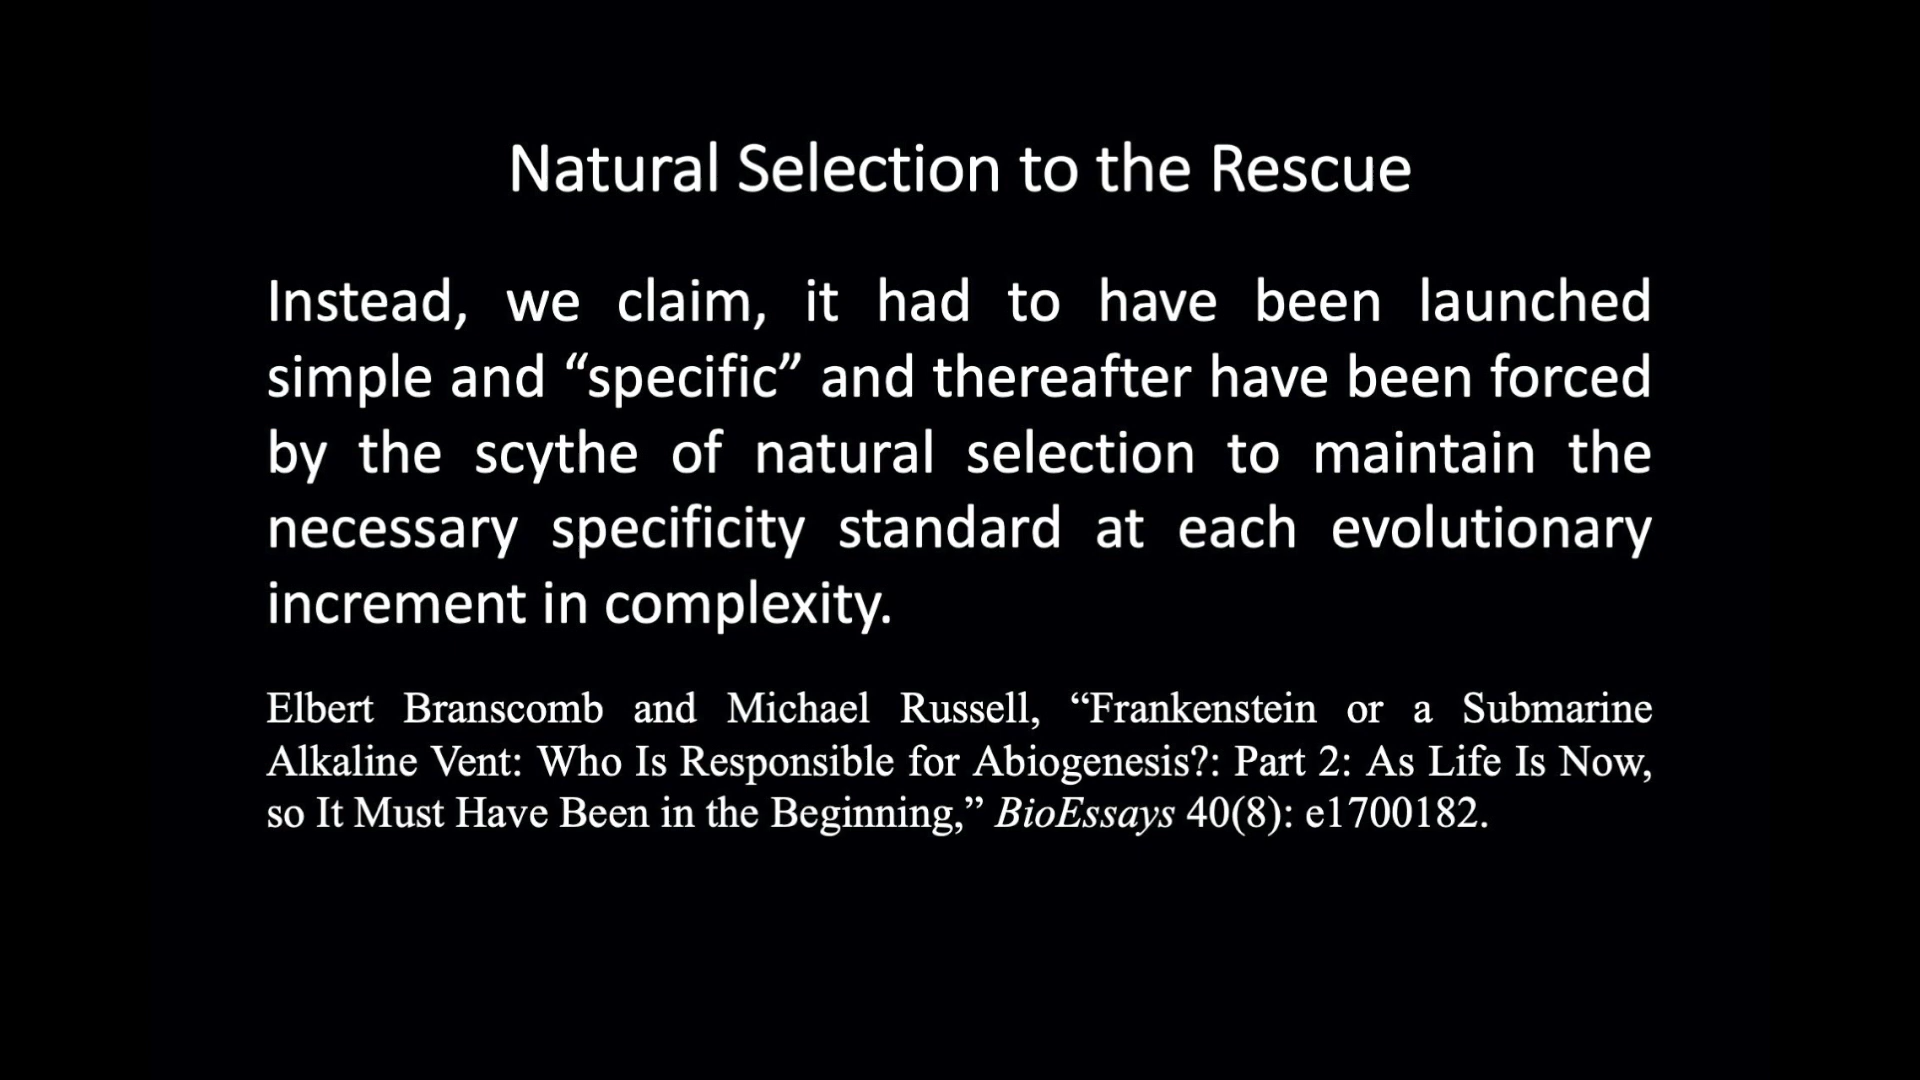 Natural Selection to the Rescue
Instead, we claim, it had to have been launched
simple and “specific” and thereafter have been forced
by the scythe of natural selection to maintain the
necessary specificity standard at each evolutionary
increment in complexity.
Elbert Branscomb and Michael Russell, “Frankenstein or a Submarine
Alkaline Vent: Who Is Responsible for Abiogenesis?: Part 2: As Life Is Now,
so It Must Have Been in the Beginning,” BioEssays 40(8): e1700182.